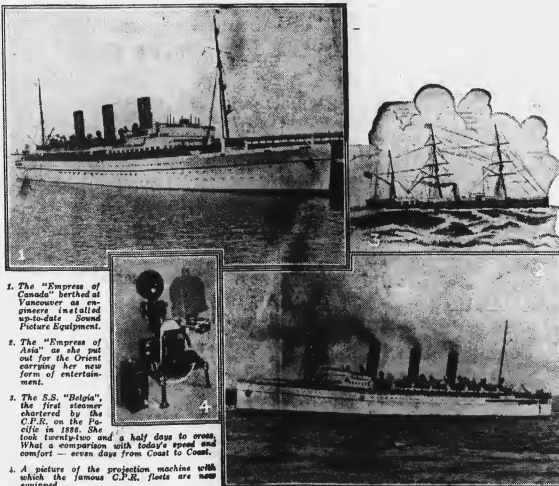 1
3
2
4
1. The "Empress of
Canada" berthed at
Vancouver as en-
gineers installed
up-to-date Sound
Picture Equipment.
2. The "Empress of
Asia" as she put
out for the Orient
carrying her new
form of entertain-
ment.
3. The S.S. "Belgia",
the first steamer
chartered by the
C.P.R. on the Pa-
cific in 1886. She
took twenty-two and a half days to cross,
What a comparison with today's speed and
comfort — seven days from Coast to Coast.
4. A picture of the projection machine with
which the famous C.P.R. fleets are now
equipped.